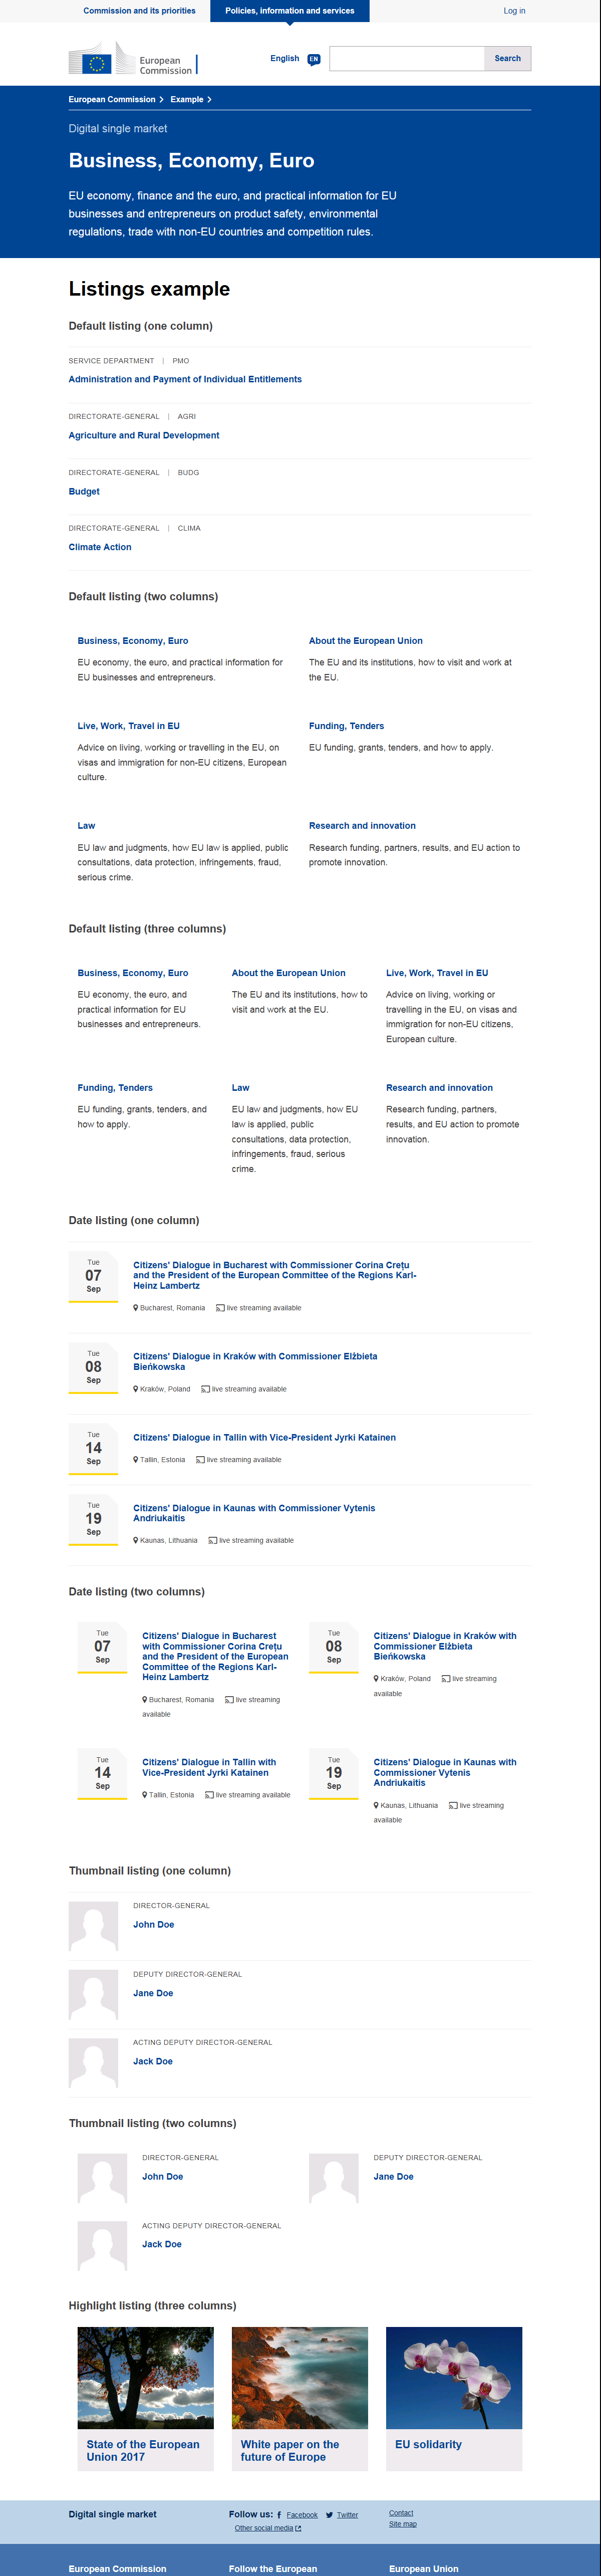 Commission and its priorities
Policies, information and services
Log in
European
Commission
English EN
Search
European Commission > Example >
Digital single market
Business, Economy, Euro
EU economy, finance and the euro, and practical information for EU
businesses and entrepreneurs on product safety, environmental
regulations, trade with non-EU countries and competition rules.
Listings example
Default listing (one column)
SERVICE DEPARTMENT | PMO
Administration and Payment of Individual Entitlements
DIRECTORATE-GENERAL | AGRI
Agriculture and Rural Development
DIRECTORATE-GENERAL | BUDG
Budget
DIRECTORATE-GENERAL | CLIMA
Climate Action
Default listing (two columns)
Business, Economy, Euro
EU economy, the euro, and practical information for
EU businesses and entrepreneurs.
About the European Union
The EU and its institutions, how to visit and work at
the EU.
Live, Work, Travel in EU
Advice on living, working or travelling in the EU, on
visas and immigration for non-EU citizens, European
culture.
Funding, Tenders
EU funding, grants, tenders, and how to apply.
Law
EU law and judgments, how EU law is applied, public
consultations, data protection, infringements, fraud,
serious crime.
Research and innovation
Research funding, partners, results, and EU action to
promote innovation.
Default listing (three columns)
Business, Economy, Euro
EU economy, the euro, and
practical information for EU
businesses and entrepreneurs.
About the European Union
The EU and its institutions, how to
visit and work at the EU.
Live, Work, Travel in EU
Advice on living, working or
travelling in the EU, on visas and
immigration for non-EU citizens,
European culture.
Funding, Tenders
EU funding, grants, tenders, and
how to apply.
Law
EU law and judgments, how EU
law is applied, public
consultations, data protection,
infringements, fraud, serious
crime.
Research and innovation
Research funding, partners,
results, and EU action to promote
innovation.
Date listing (one column)
Tue
07
Sep
Citizens' Dialogue in Bucharest with Commissioner Corina Crețu
and the President of the European Committee of the Regions Karl-
Heinz Lambertz
Bucharest, Romania live streaming available
Tue
08
Sep
Citizens' Dialogue in Kraków with Commissioner Elżbieta
Bieńkowska
Kraków, Poland live streaming available
Tue
14
Sep
Citizens' Dialogue in Tallin with Vice-President Jyrki Katainen
Tallin, Estonia live streaming available
Tue
19
Sep
Citizens' Dialogue in Kaunas with Commissioner Vytenis
Andriukaitis
Kaunas, Lithuania live streaming available
Date listing (two columns)
Tue
07
Sep
Citizens' Dialogue in Bucharest
with Commissioner Corina Crețu
and the President of the European
Committee of the Regions Karl-
Heinz Lambertz
Bucharest, Romania live streaming
available
Tue
08
Sep
Citizens' Dialogue in Kraków with
Commissioner Elżbieta
Bieńkowska
Kraków, Poland live streaming
available
Tue
14
Sep
Citizens' Dialogue in Tallin with
Vice-President Jyrki Katainen
Tallin, Estonia live streaming available
Tue
19
Sep
Citizens' Dialogue in Kaunas with
Commissioner Vytenis
Andriukaitis
Kaunas, Lithuania live streaming
available
Thumbnail listing (one column)
DIRECTOR-GENERAL
John Doe
DEPUTY DIRECTOR-GENERAL
Jane Doe
ACTING DEPUTY DIRECTOR-GENERAL
Jack Doe
Thumbnail listing (two columns)
DIRECTOR-GENERAL
John Doe
DEPUTY DIRECTOR-GENERAL
Jane Doe
ACTING DEPUTY DIRECTOR-GENERAL
Jack Doe
Highlight listing (three columns)
State of the European
Union 2017
White paper on the
future of Europe
EU solidarity
Digital single market
Follow us: Facebook Twitter
Other social media
Contact
Site map
European Commission
Follow the European
European Union